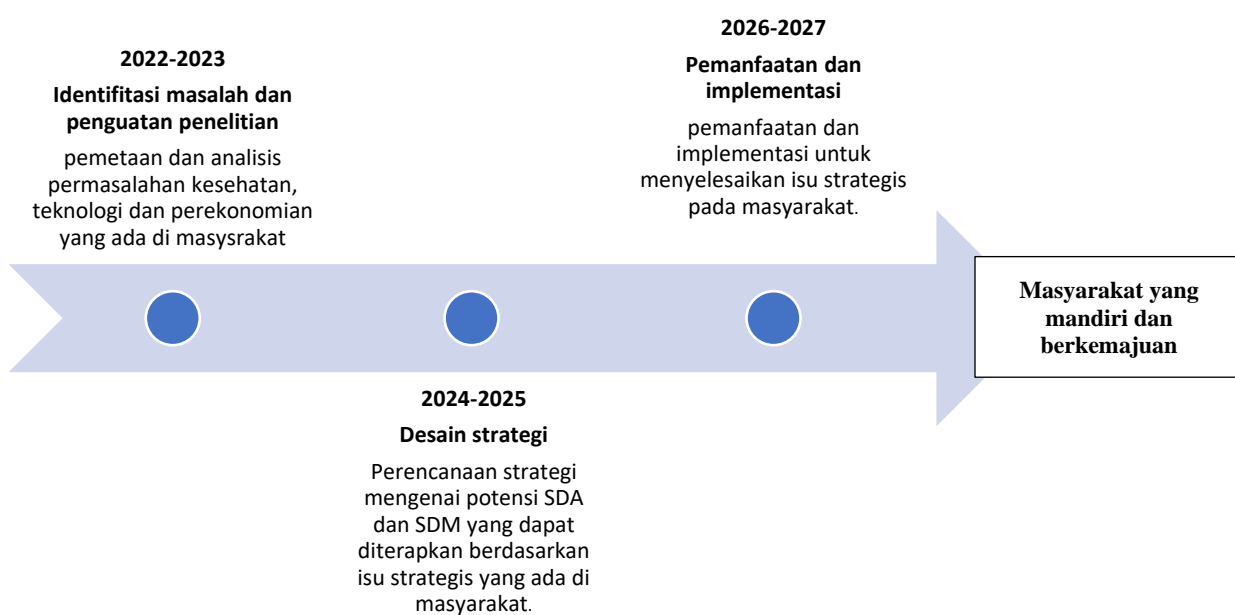 2022-2023
Identifitasi masalah dan
penguatan penelitian
pemetaan dan analisis
permasalahan kesehatan,
teknologi dan perekonomian
yang ada di masysrakat
2024-2025
Desain strategi
Perencanaan strategi
mengenai potensi SDA
dan SDM yang dapat
diterapkan berdasarkan
isu strategis yang ada di
masyarakat.
2026-2027
Pemanfaatan dan
implementasi
pemanfaatan dan
implementasi untuk
menyelesaikan isu strategis
pada masyarakat.
Masyarakat yang
mandiri dan
berkemajuan